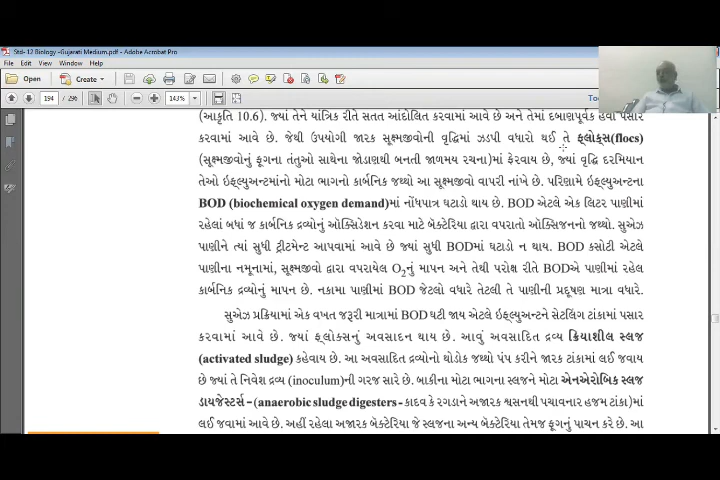 Std- 12 Biology -Gujarati Medium.pdf - Adobe Acrobat Pro
File Edit View Window Help
Open Create
194 / 296 143%
(આકૃતિ 10.6). જ્યાં તેને યાંત્રિક રીતે સતત આંદોલિત કરવામાં આવે છે અને તેમાં દબાણપૂર્વક હવા પસાર
કરવામાં આવે છે. જેથી ઉપયોગી જારક સૂક્ષ્મજીવોની વૃદ્ધિમાં ઝડપી વધારો થઈ તે ફ્લોક્સ(flocs)
(સૂક્ષ્મજીવોનું ફૂગના તંતુઓ સાથેના જોડાણથી બનતી જાળમય રચના)માં ફેરવાય છે, જ્યાં વૃદ્ધિ દરમિયાન
તેઓ ઇફ્લુઅન્ટમાંનો મોટા ભાગનો કાર્બનિક જથ્થો આ સૂક્ષ્મજીવો વાપરી નાંખે છે. પરિણામે ઇફ્લુઅન્ટના
BOD (biochemical oxygen demand)માં નોંધપાત્ર ઘટાડો થાય છે. BOD એટલે એક લિટર પાણીમાં
રહેલાં બધાં જ કાર્બનિક દ્રવ્યોનું ઑક્સિડેશન કરવા માટે બૅક્ટેરિયા દ્વારા વપરાતો ઑક્સિજનનો જથ્થો. સુએઝ
પાણીને ત્યાં સુધી ટ્રીટમેન્ટ આપવામાં આવે છે જ્યાં સુધી BODમાં ઘટાડો ન થાય. BOD કસોટી એટલે
પાણીના નમૂનામાં, સૂક્ષ્મજીવો દ્વારા વપરાયેલ O₂નું માપન અને તેથી પરોક્ષ રીતે BODએ પાણીમાં રહેલ
કાર્બનિક દ્રવ્યોનું માપન છે. નકામા પાણીમાં BOD જેટલો વધારે તેટલી તે પાણીની પ્રદૂષણ માત્રા વધારે.
સુએઝ પ્રક્રિયામાં એક વખત જરૂરી માત્રામાં BOD ઘટી જાય એટલે ઇફ્લુઅન્ટને સેટલિંગ ટાંકામાં પસાર
કરવામાં આવે છે. જ્યાં ફ્લોક્સનું અવસાદન થાય છે. આવું અવસાદિત દ્રવ્ય ક્રિયાશીલ સ્લજ
(activated sludge) કહેવાય છે. આ અવસાદિત દ્રવ્યોનો થોડોક જથ્થો પંપ કરીને જારક ટાંકામાં લઈ જવાય
છે જ્યાં તે નિવેશ દ્રવ્ય (inoculum)ની ગરજ સારે છે. બાકીના મોટા ભાગના સ્લજને મોટા એનએરોબિક સ્લજ
ડાયજેસ્ટર્સ – (anaerobic sludge digesters - કાદવ કે રગડાને અજારક શ્વસનથી પચાવનાર હજમ ટાંકા)માં
લઈ જવામાં આવે છે. અહીં રહેલા અજારક બૅક્ટેરિયા જે સ્લજના અન્ય બૅક્ટેરિયા તેમજ ફૂગનું પાચન કરે છે. આ